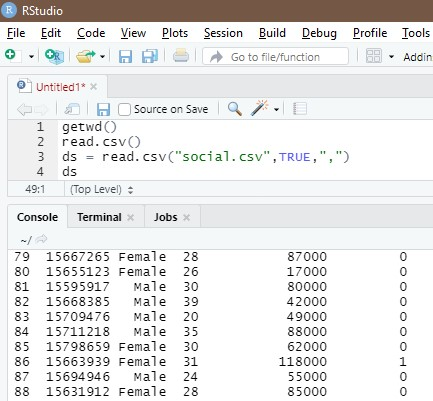 RStudio
File Edit Code View Plots Session Build Debug Profile Tools
Go to file/function Addin
Untitled1*
Source on Save
1 getwd()
2 read.csv()
3 ds = read.csv("social.csv",TRUE,",")
4 ds
49:1 (Top Level)
Console Terminal Jobs
~/
79 15667265 Female 28 87000 0
80 15655123 Female 26 17000 0
81 15595917 Male 30 80000 0
82 15668385 Male 39 42000 0
83 15709476 Male 20 49000 0
84 15711218 Male 35 88000 0
85 15798659 Female 30 62000 0
86 15663939 Female 31 118000 1
87 15694946 Male 24 55000 0
88 15631912 Female 28 85000 0